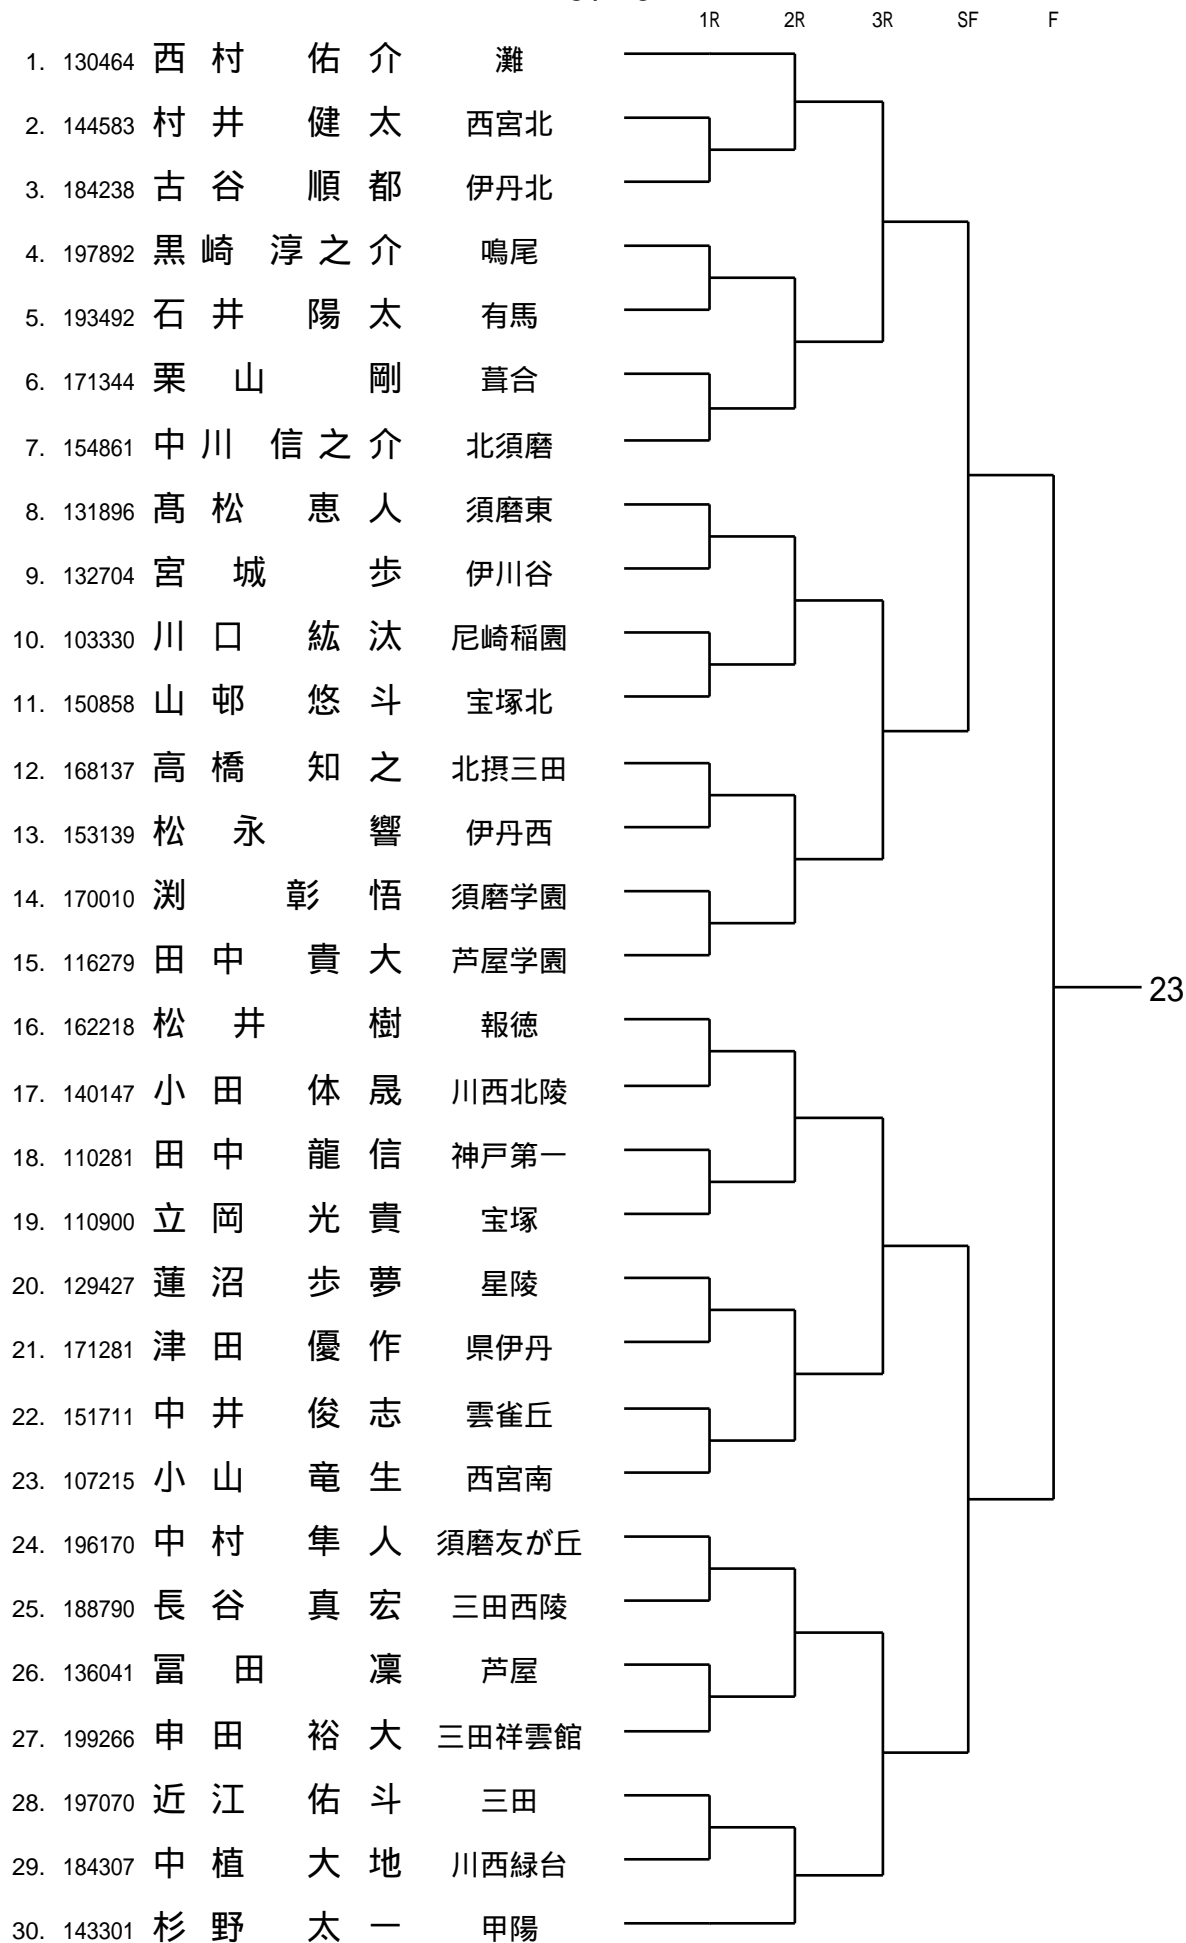 1R 2R 3R SF F
1. 130464 西村 佑介 灘
2. 144583 村井 健太 西宮北
3. 184238 古谷 順都 伊丹北
4. 197892 黒崎 淳之介 鳴尾
5. 193492 石井 陽太 有馬
6. 171344 栗山 剛 葺合
7. 154861 中川 信之介 北須磨
8. 131896 髙松 恵人 須磨東
9. 132704 宮城 歩 伊川谷
10. 103330 川口 紘汰 尼崎稲園
11. 150858 山邨 悠斗 宝塚北
12. 168137 高橋 知之 北摂三田
13. 153139 松永 響 伊丹西
14. 170010 渕 彰悟 須磨学園
15. 116279 田中 貴大 芦屋学園
23
16. 162218 松井 樹 報徳
17. 140147 小田 体晟 川西北陵
18. 110281 田中 龍信 神戸第一
19. 110900 立岡 光貴 宝塚
20. 129427 蓮沼 歩夢 星陵
21. 171281 津田 優作 県伊丹
22. 151711 中井 俊志 雲雀丘
23. 107215 小山 竜生 西宮南
24. 196170 中村 隼人 須磨友が丘
25. 188790 長谷 真宏 三田西陵
26. 136041 冨田 凜 芦屋
27. 199266 申田 裕大 三田祥雲館
28. 197070 近江 佑斗 三田
29. 184307 中植 大地 川西緑台
30. 143301 杉野 太一 甲陽